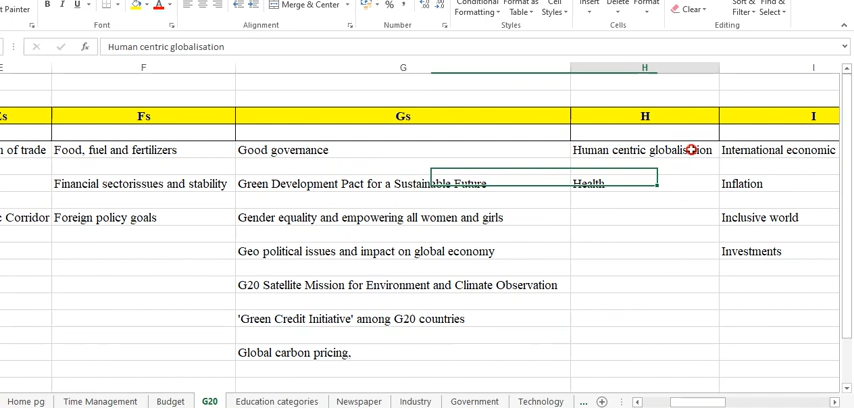 t Painter
B I U
A
Merge & Center
%
Conditional Format as Cell
Formatting Table Styles
Insert Delete Format
Clear
Sort & Find &
Filter Select
Font
Alignment
Number
Styles
Cells
Editing
fx Human centric globalisation
E F G H I
Es Fs Gs H I
n of trade Food, fuel and fertilizers Good governance Human centric globalisation International economic
Financial sectorissues and stability Green Development Pact for a Sustainable Future Health Inflation
c Corridor Foreign policy goals Gender equality and empowering all women and girls Inclusive world
Geo political issues and impact on global economy Investments
G20 Satellite Mission for Environment and Climate Observation
'Green Credit Initiative' among G20 countries
Global carbon pricing,
Home pg Time Management Budget G20 Education categories Newspaper Industry Government Technology ...